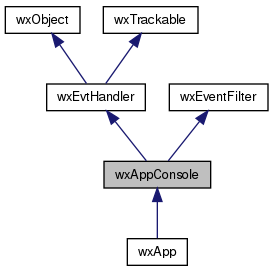 wxObject
wxTrackable
wxEvtHandler
wxEventFilter
wxAppConsole
wxApp